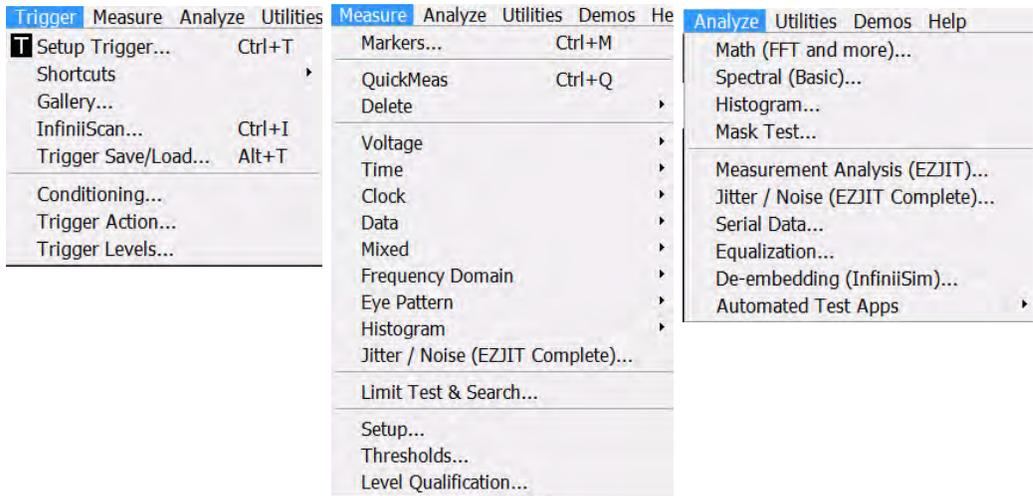 Trigger Measure Analyze Utilities
T Setup Trigger... Ctrl+T
Shortcuts
Gallery...
InfiniiScan... Ctrl+I
Trigger Save/Load... Alt+T
Conditioning...
Trigger Action...
Trigger Levels...
Measure Analyze Utilities Demos He
Markers... Ctrl+M
QuickMeas Ctrl+Q
Delete
Voltage
Time
Clock
Data
Mixed
Frequency Domain
Eye Pattern
Histogram
Jitter / Noise (EZJIT Complete)...
Limit Test & Search...
Setup...
Thresholds...
Level Qualification...
Analyze Utilities Demos Help
Math (FFT and more)...
Spectral (Basic)...
Histogram...
Mask Test...
Measurement Analysis (EZJIT)...
Jitter / Noise (EZJIT Complete)...
Serial Data...
Equalization...
De-embedding (InfiniiSim)...
Automated Test Apps